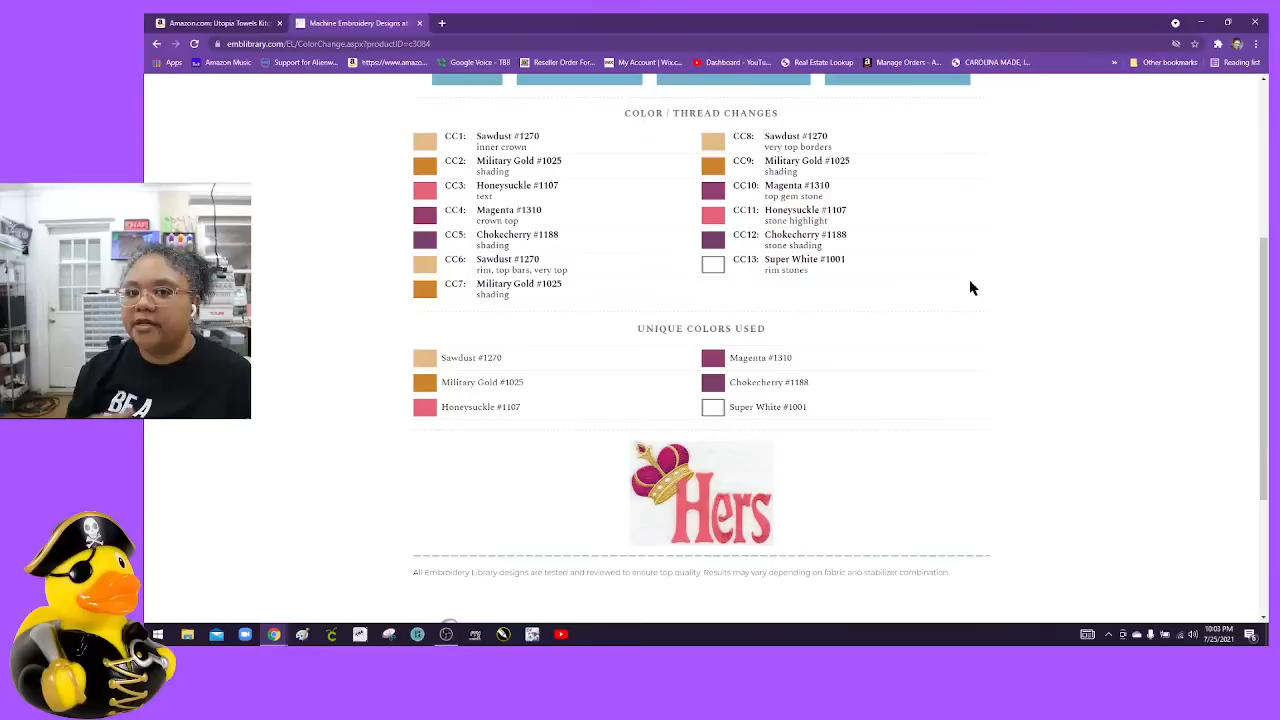 Amazon.com: Utopia Towels Kitc
Machine Embroidery Designs at
emblibrary.com/EL/ColorChange.aspx?productID=c3084
Apps
Amazon Music
Support for Alienw...
https://www.amazo...
Google Voice - TBB
Reseller Order For...
My Account | Wix.c...
Dashboard - YouTu...
Real Estate Lookup
Manage Orders - A...
CAROLINA MADE, I...
Other bookmarks
Reading list
COLOR / THREAD CHANGES
CC1: Sawdust #1270
inner crown
CC2: Military Gold #1025
shading
CC3: Honeysuckle #1107
text
CC4: Magenta #1310
crown top
CC5: Chokecherry #1188
shading
CC6: Sawdust #1270
rim, top bars, very top
CC7: Military Gold #1025
shading
CC8: Sawdust #1270
very top borders
CC9: Military Gold #1025
shading
CC10: Magenta #1310
top gem stone
CC11: Honeysuckle #1107
stone highlight
CC12: Chokecherry #1188
stone shading
CC13: Super White #1001
rim stones
UNIQUE COLORS USED
Sawdust #1270
Military Gold #1025
Honeysuckle #1107
Magenta #1310
Chokecherry #1188
Super White #1001
Hers
All Embroidery Library designs are tested and reviewed to ensure top quality. Results may vary depending on fabric and stabilizer combination.
ON AIR
BE A
10:03 PM
7/25/2021